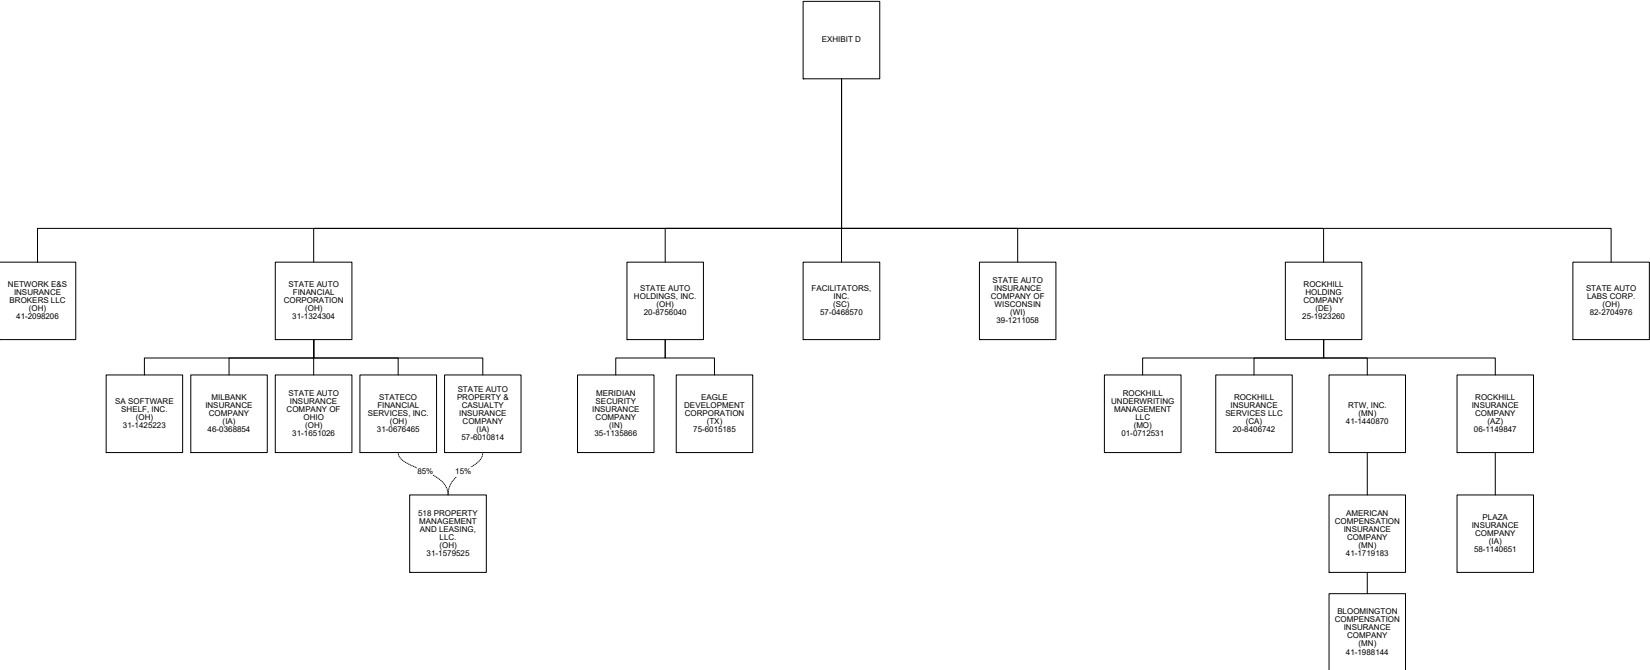 EXHIBIT D
NETWORK E&S
INSURANCE
BROKERS LLC
(OH)
41-2098206
STATE AUTO
FINANCIAL
CORPORATION
(OH)
31-1324304
STATE AUTO
HOLDINGS, INC.
(OH)
20-8756040
FACILITATORS,
INC.
(SC)
57-0468570
STATE AUTO
INSURANCE
COMPANY OF
WISCONSIN
(WI)
39-1211058
ROCKHILL
HOLDING
COMPANY
(DE)
25-1923260
STATE AUTO
LABS CORP.
(OH)
82-2704976
SA SOFTWARE
SHELF, INC.
(OH)
31-1425223
MILBANK
INSURANCE
COMPANY
(IA)
46-0368854
STATE AUTO
INSURANCE
COMPANY OF
OHIO
(OH)
31-1651026
STATECO
FINANCIAL
SERVICES, INC.
(OH)
31-0676465
STATE AUTO
PROPERTY &
CASUALTY
INSURANCE
COMPANY
(IA)
57-6010814
MERIDIAN
SECURITY
INSURANCE
COMPANY
(IN)
35-1135866
EAGLE
DEVELOPMENT
CORPORATION
(TX)
75-6015185
ROCKHILL
UNDERWRITING
MANAGEMENT
LLC
(MO)
01-0712531
ROCKHILL
INSURANCE
SERVICES LLC
(CA)
20-8406742
RTW, INC.
(MN)
41-1440870
ROCKHILL
INSURANCE
COMPANY
(AZ)
06-1149847
85%
15%
518 PROPERTY
MANAGEMENT
AND LEASING,
LLC.
(OH)
31-1579525
AMERICAN
COMPENSATION
INSURANCE
COMPANY
(MN)
41-1719183
PLAZA
INSURANCE
COMPANY
(IA)
58-1140651
BLOOMINGTON
COMPENSATION
INSURANCE
COMPANY
(MN)
41-1988144